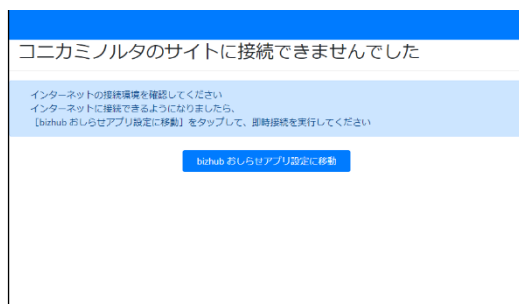 コニカミノルタのサイトに接続できませんでした
インターネットの接続環境を確認してください
インターネットに接続できるようになりましたら、
［bizhub おしらせアプリ設定に移動］をタップして、即時接続を実行してください
bizhub おしらせアプリ設定に移動